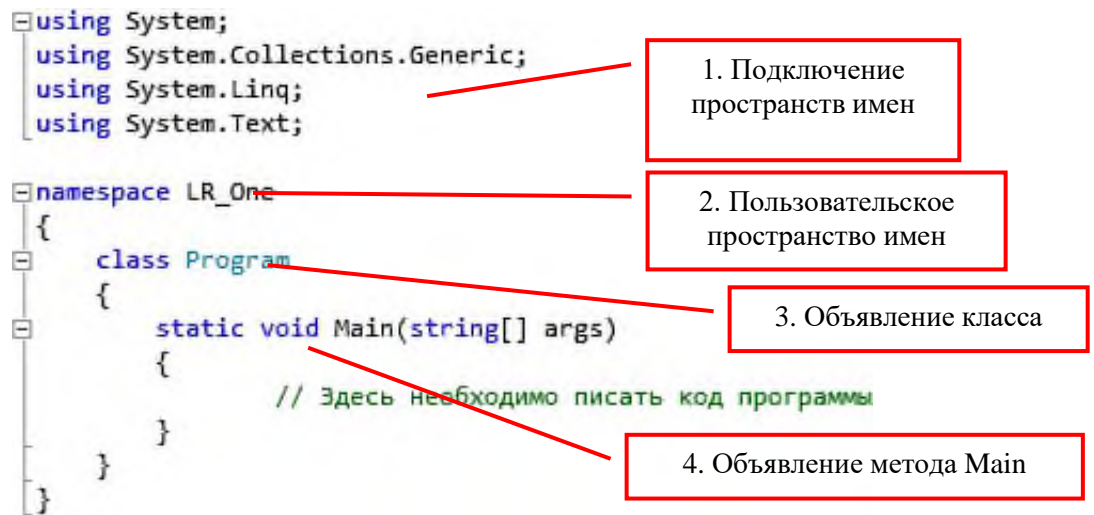 using System;
using System.Collections.Generic;
using System.Linq;
using System.Text;
1. Подключение
пространств имен
namespace LR_One
2. Пользовательское
пространство имен
{
class Program
{
3. Объявление класса
static void Main(string[] args)
{
// Здесь необходимо писать код программы
}
4. Объявление метода Main
}
}